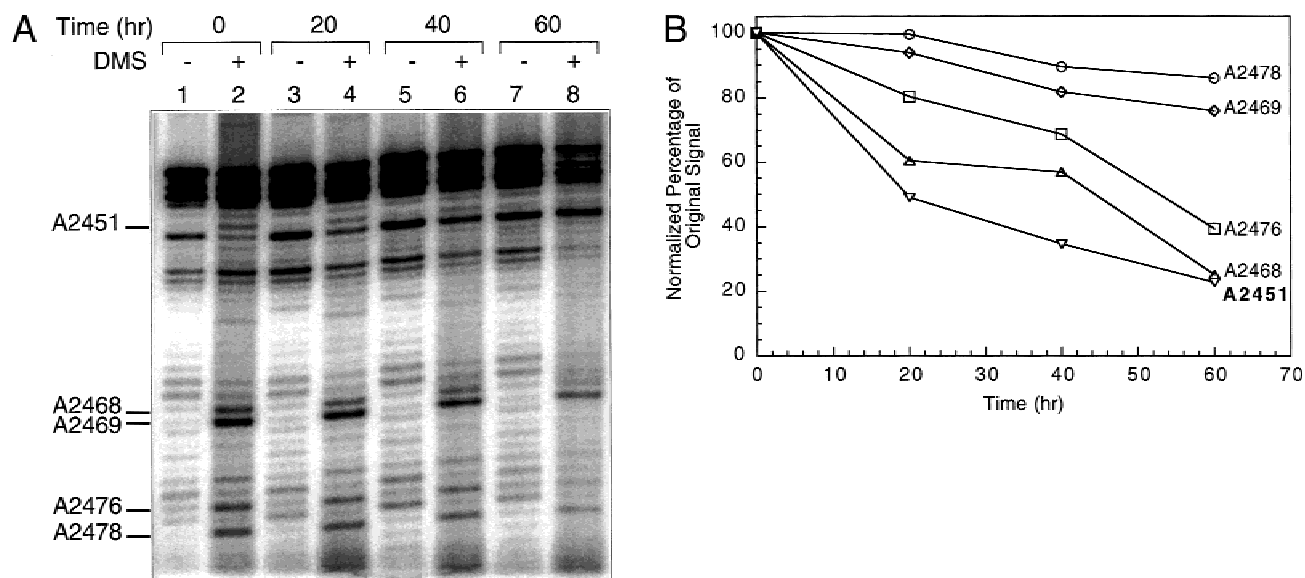 A
Time (hr) 0 20 40 60
DMS - + - + - + - +
1 2 3 4 5 6 7 8
A2451
A2468
A2469
A2476
A2478
B
Normalized Percentage of
Original Signal
100
80
60
40
20
0
0 10 20 30 40 50 60 70
Time (hr)
A2478
A2469
A2476
A2468
A2451